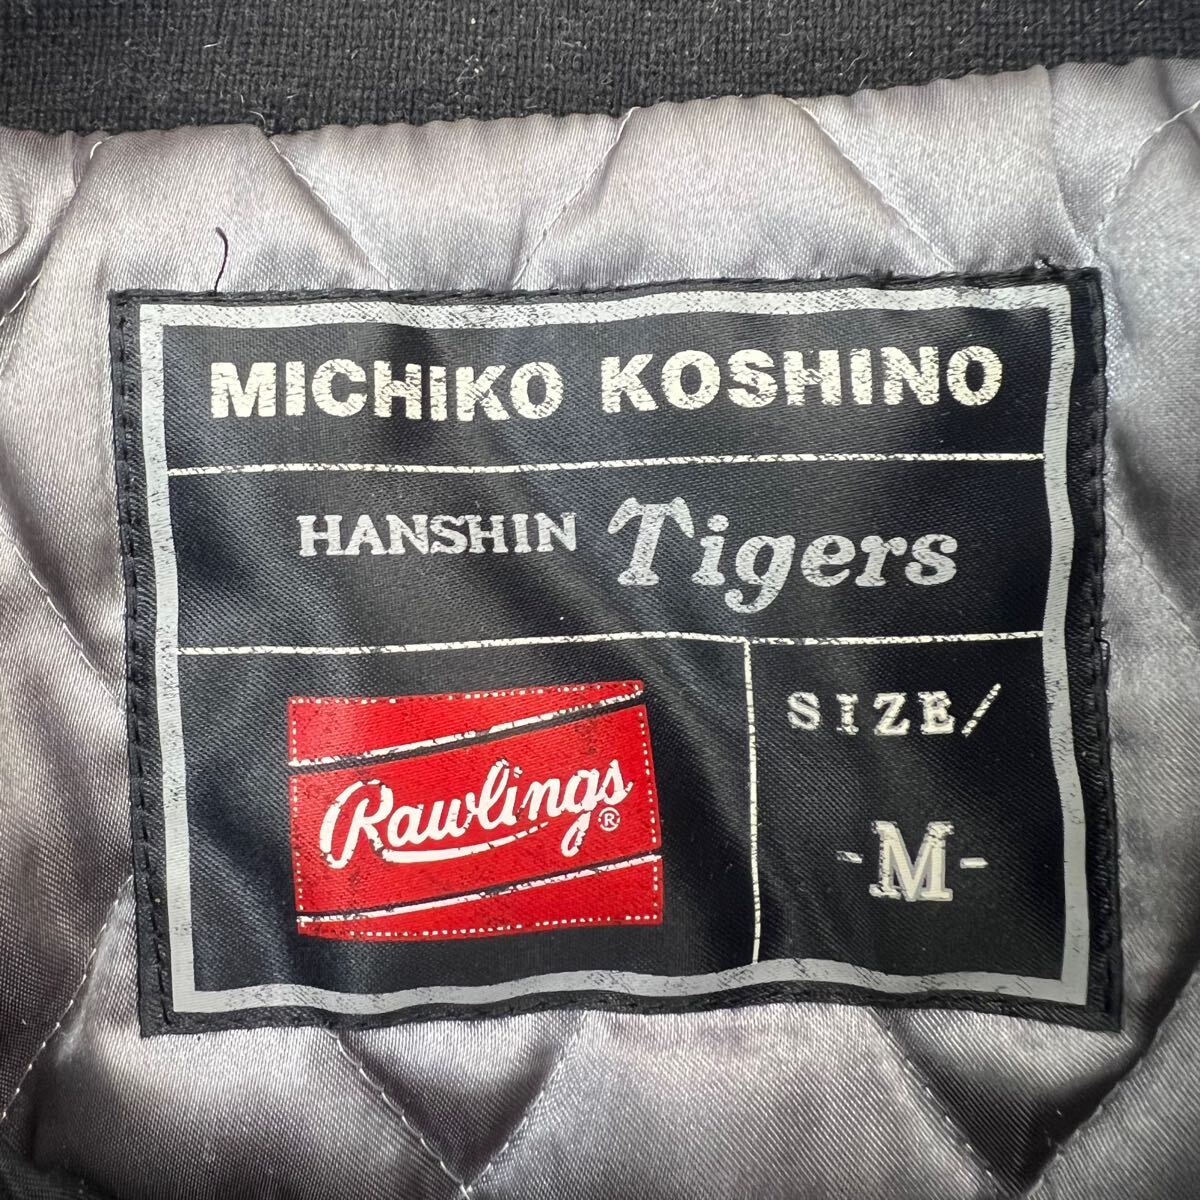 MICHIKO KOSHINO
HANSHIN Tigers
Rawlings®
SIZE/
-M-